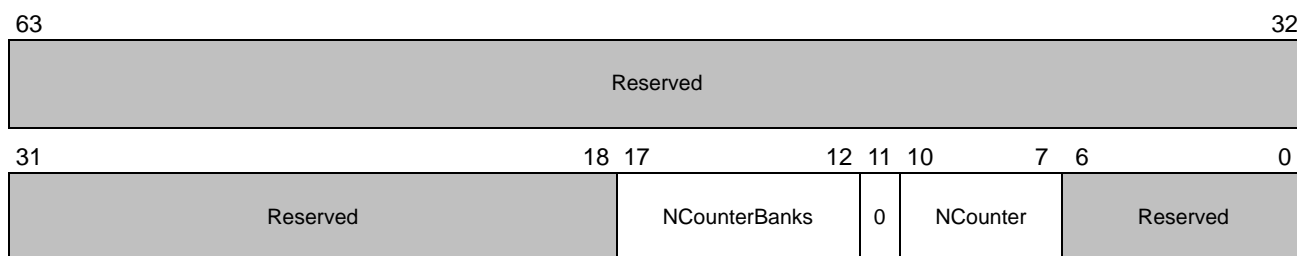 63 32
Reserved
31 18 17 12 11 10 7 6 0
Reserved NCounterBanks 0 NCounter Reserved